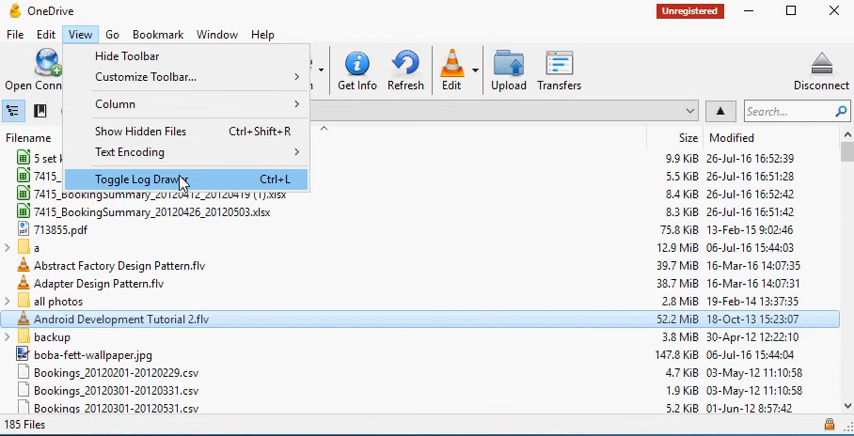 OneDrive
Unregistered
File Edit View Go Bookmark Window Help
Open Conn
Get Info
Refresh
Edit
Upload
Transfers
Disconnect
Hide Toolbar
Customize Toolbar...
Column
Show Hidden Files Ctrl+Shift+R
Text Encoding
Toggle Log Drawer Ctrl+L
Search...
Filename Size Modified
5 set 9.9 KiB 26-Jul-16 16:52:39
7415_ 5.5 KiB 26-Jul-16 16:51:28
7415_BookingSummary_20120412_20120419 (1).xlsx 8.4 KiB 26-Jul-16 16:52:42
7415_BookingSummary_20120426_20120503.xlsx 8.3 KiB 26-Jul-16 16:51:42
713855.pdf 75.8 KiB 13-Feb-15 9:02:46
a 12.9 MiB 06-Jul-16 15:44:03
Abstract Factory Design Pattern.flv 39.7 MiB 16-Mar-16 14:07:35
Adapter Design Pattern.flv 38.7 MiB 16-Mar-16 14:07:31
all photos 2.8 MiB 19-Feb-14 13:37:35
Android Development Tutorial 2.flv 52.2 MiB 18-Oct-13 15:23:07
backup 3.8 MiB 30-Apr-12 12:22:10
boba-fett-wallpaper.jpg 147.8 KiB 06-Jul-16 15:44:04
Bookings_20120201-20120229.csv 4.7 KiB 03-May-12 11:10:58
Bookings_20120301-20120331.csv 1.9 KiB 03-May-12 11:10:58
Bookings_20120301-20120531.csv 5.2 KiB 01-Jun-12 8:57:42
185 Files